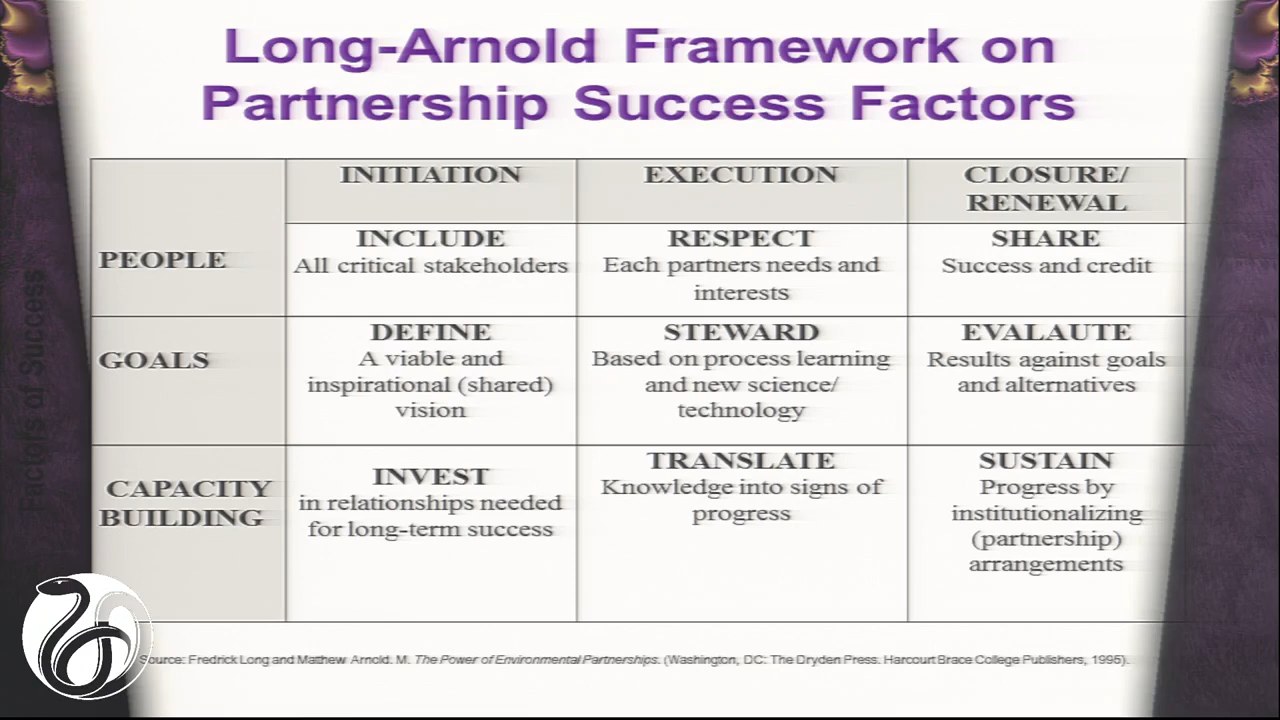 Long-Arnold Framework on
Partnership Success Factors
INITIATION
EXECUTION
CLOSURE/
RENEWAL
PEOPLE
INCLUDE
All critical stakeholders
RESPECT
Each partners needs and
interests
SHARE
Success and credit
GOALS
DEFINE
A viable and
inspirational (shared)
vision
STEWARD
Based on process learning
and new science/
technology
EVALAUTE
Results against goals
and alternatives
CAPACITY
BUILDING
INVEST
in relationships needed
for long-term success
TRANSLATE
Knowledge into signs of
progress
SUSTAIN
Progress by
institutionalizing
(partnership)
arrangements
Factors of Success
Source: Fredrick Long and Matthew Arnold. M. The Power of Environmental Partnerships. (Washington, DC: The Dryden Press. Harcourt Brace College Publishers, 1995).